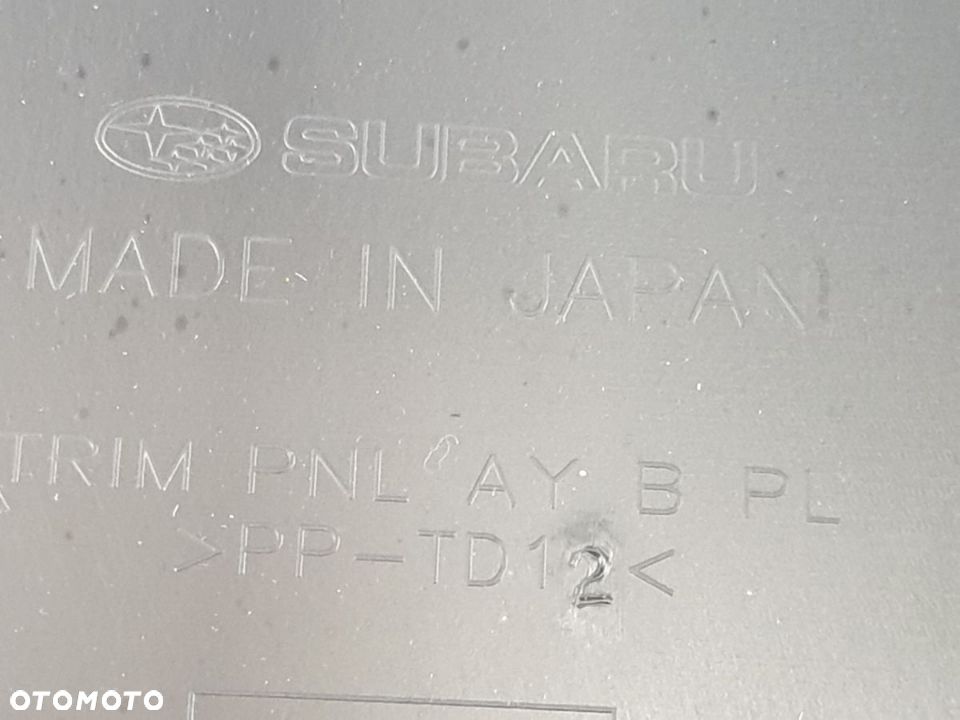 SUBARU
MADE IN JAPAN
TRIM PNL AY B PL
>PP-TD12<
OTOMOTO